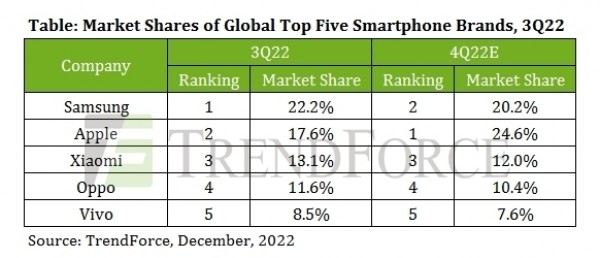 Table: Market Shares of Global Top Five Smartphone Brands, 3Q22
Company 3Q22 4Q22E
Ranking Market Share Ranking Market Share
Samsung 1 22.2% 2 20.2%
Apple 2 17.6% 1 24.6%
Xiaomi 3 13.1% 3 12.0%
Oppo 4 11.6% 4 10.4%
Vivo 5 8.5% 5 7.6%
TRENDFORCE
Source: TrendForce, December, 2022